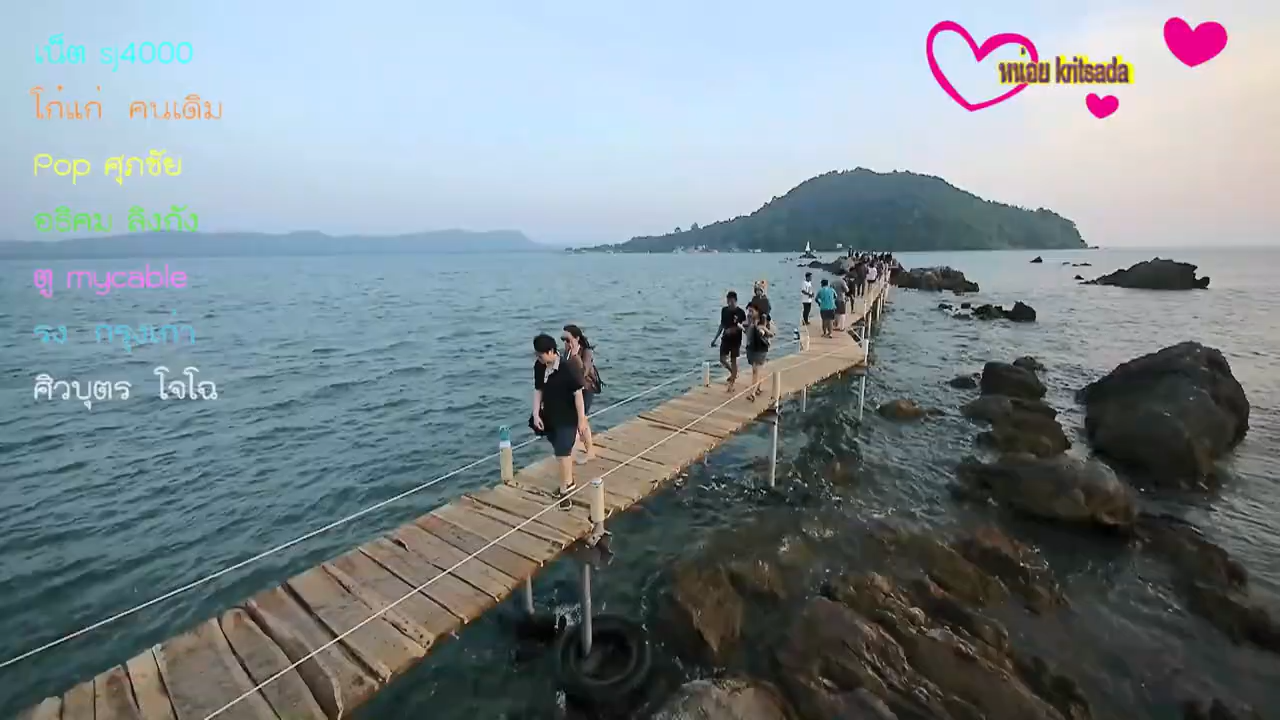 เน็ต sj4000
โก๋แก่ คนเดิม
Pop ศุภชัย
อธิคม ลิงกัง
ตู mycable
รง กรุงเก่า
ศิวบุตร โจโฉ
หน่อย kritsada